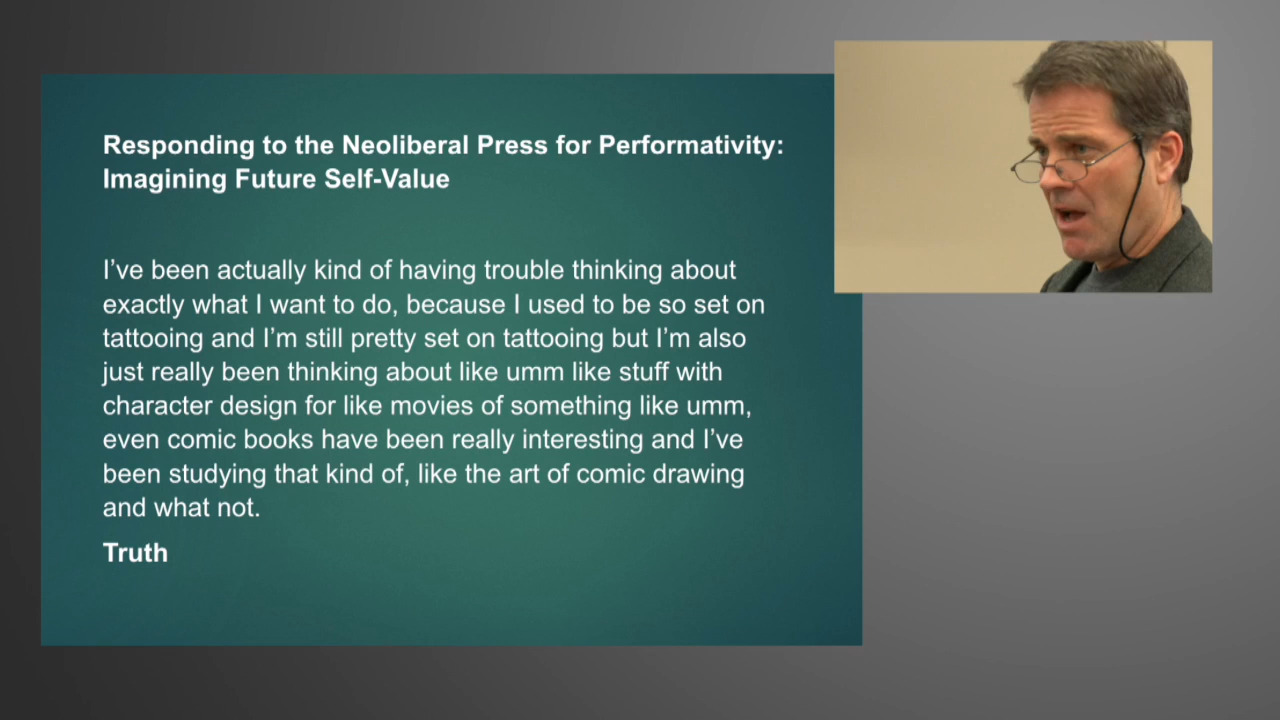 Responding to the Neoliberal Press for Performativity:
Imagining Future Self-Value
I’ve been actually kind of having trouble thinking about
exactly what I want to do, because I used to be so set on
tattooing and I’m still pretty set on tattooing but I’m also
just really been thinking about like umm like stuff with
character design for like movies of something like umm,
even comic books have been really interesting and I’ve
been studying that kind of, like the art of comic drawing
and what not.
Truth